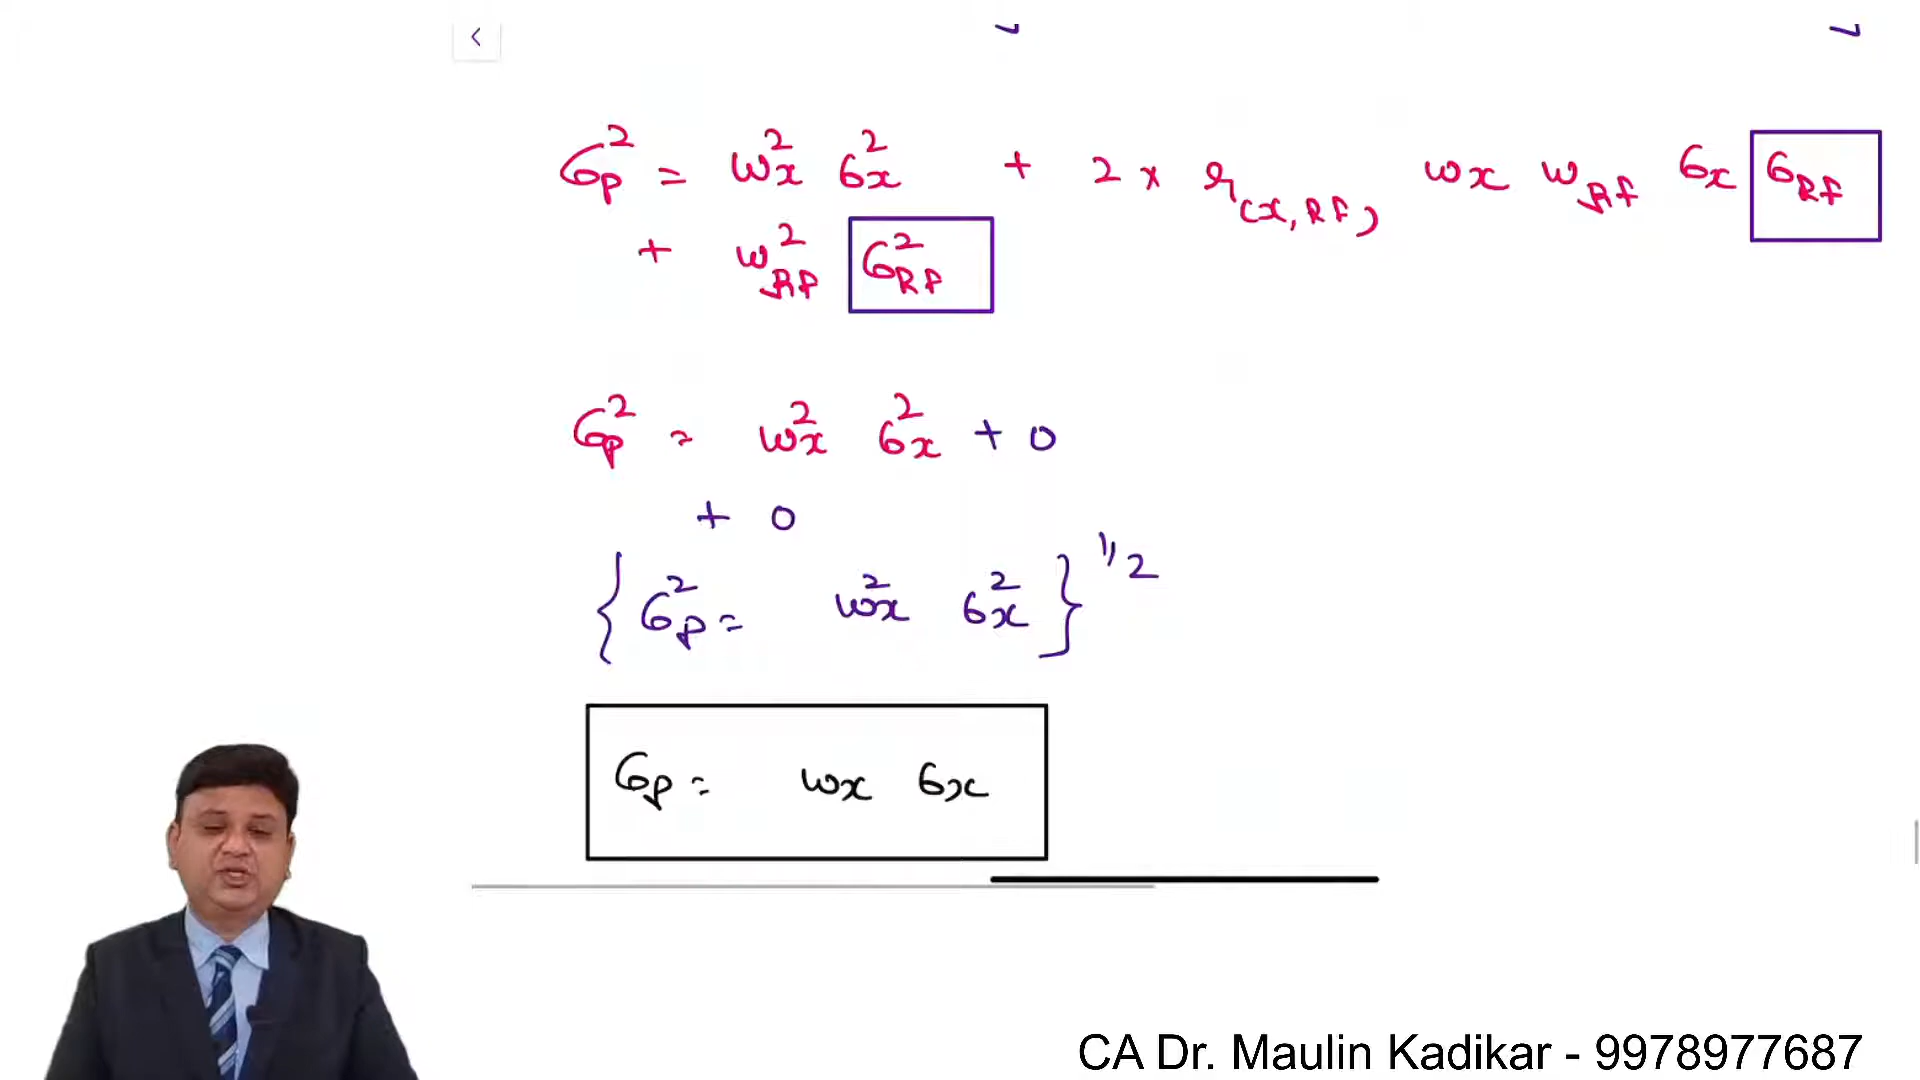 σp² = wx² σx² + 2 × r(x, RF) wx wRF σx σRF
+ wRF² σRF²
σp² = wx² σx² + 0
+ 0
{ σp² = wx² σx² }^1/2
σp = wx σx
CA Dr. Maulin Kadikar - 9978977687